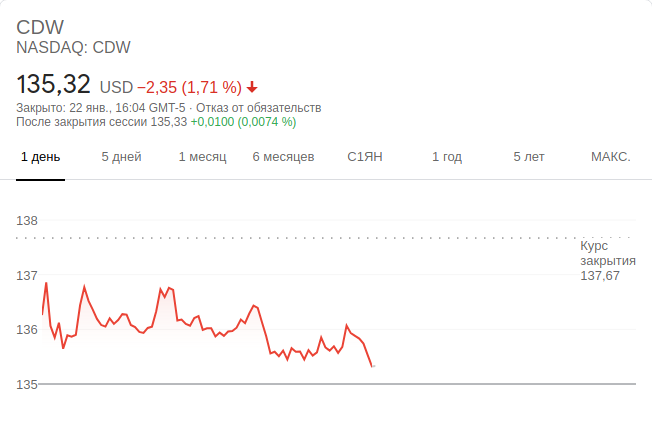 CDW
NASDAQ: CDW
135,32 USD −2,35 (1,71 %)
Закрыто: 22 янв., 16:04 GMT-5 · Отказ от обязательств
После закрытия сессии 135,33 +0,0100 (0,0074 %)
1 день 5 дней 1 месяц 6 месяцев С1ЯН 1 год 5 лет МАКС.
138
Курс
закрытия
137,67
137
136
135